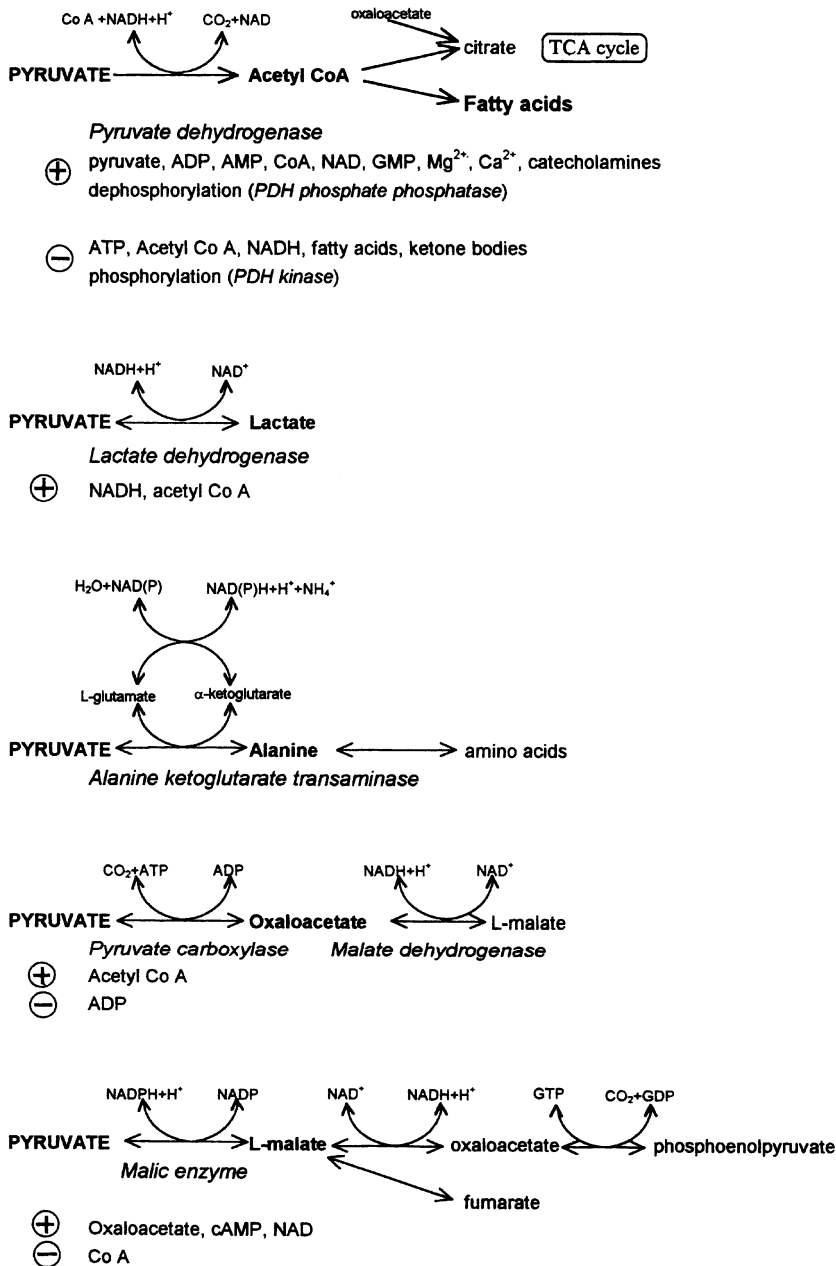 Co A +NADH+H⁺ CO₂+NAD oxaloacetate
citrate TCA cycle
PYRUVATE Acetyl CoA
Fatty acids
Pyruvate dehydrogenase
+ pyruvate, ADP, AMP, CoA, NAD, GMP, Mg²⁺, Ca²⁺, catecholamines
dephosphorylation (PDH phosphate phosphatase)
− ATP, Acetyl Co A, NADH, fatty acids, ketone bodies
phosphorylation (PDH kinase)
NADH+H⁺ NAD⁺
PYRUVATE Lactate
Lactate dehydrogenase
+ NADH, acetyl Co A
H₂O+NAD(P) NAD(P)H+H⁺+NH₄⁺
L-glutamate α-ketoglutarate
PYRUVATE Alanine amino acids
Alanine ketoglutarate transaminase
CO₂+ATP ADP NADH+H⁺ NAD⁺
PYRUVATE Oxaloacetate L-malate
Pyruvate carboxylase Malate dehydrogenase
+ Acetyl Co A
− ADP
NADPH+H⁺ NADP NAD⁺ NADH+H⁺ GTP CO₂+GDP
PYRUVATE L-malate oxaloacetate phosphoenolpyruvate
Malic enzyme
fumarate
+ Oxaloacetate, cAMP, NAD
− Co A